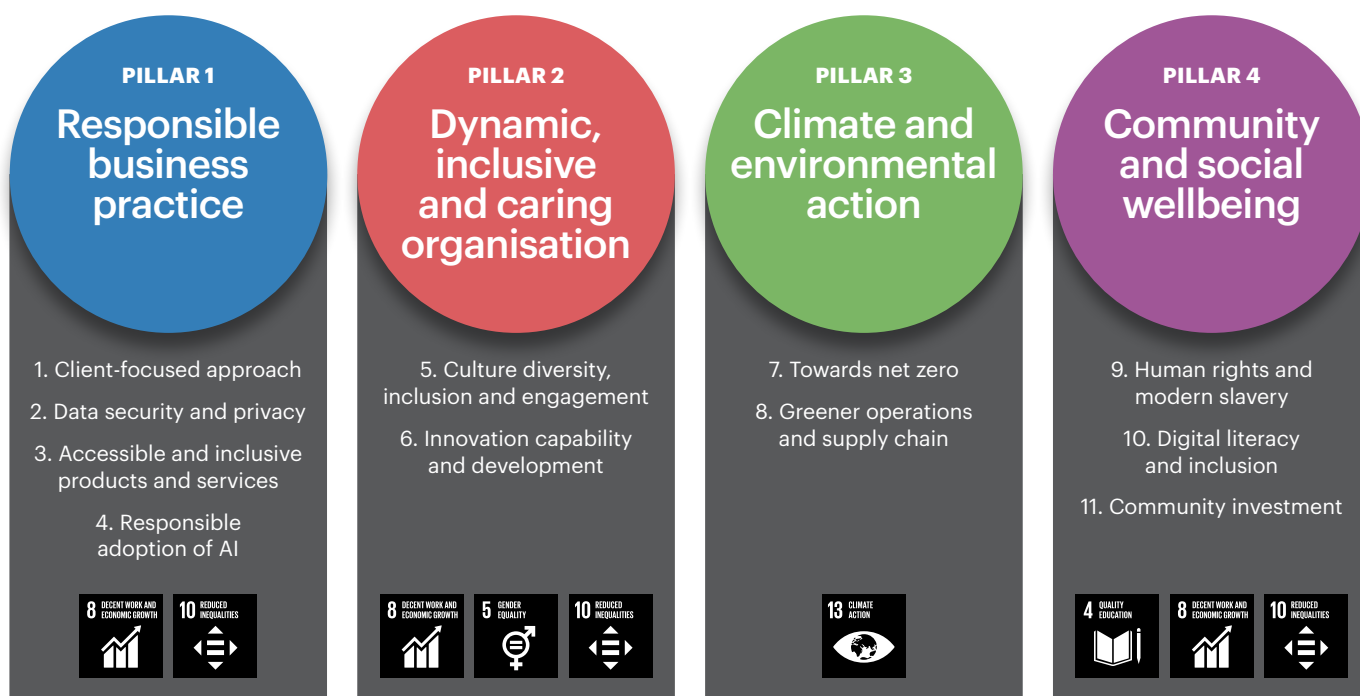 PILLAR 1
Responsible
business
practice
1. Client-focused approach
2. Data security and privacy
3. Accessible and inclusive
products and services
4. Responsible
adoption of AI
8 DECENT WORK AND
ECONOMIC GROWTH
10 REDUCED
INEQUALITIES
PILLAR 2
Dynamic,
inclusive
and caring
organisation
5. Culture diversity,
inclusion and engagement
6. Innovation capability
and development
8 DECENT WORK AND
ECONOMIC GROWTH
5 GENDER
EQUALITY
10 REDUCED
INEQUALITIES
PILLAR 3
Climate and
environmental
action
7. Towards net zero
8. Greener operations
and supply chain
13 CLIMATE
ACTION
PILLAR 4
Community
and social
wellbeing
9. Human rights and
modern slavery
10. Digital literacy
and inclusion
11. Community investment
4 QUALITY
EDUCATION
8 DECENT WORK AND
ECONOMIC GROWTH
10 REDUCED
INEQUALITIES